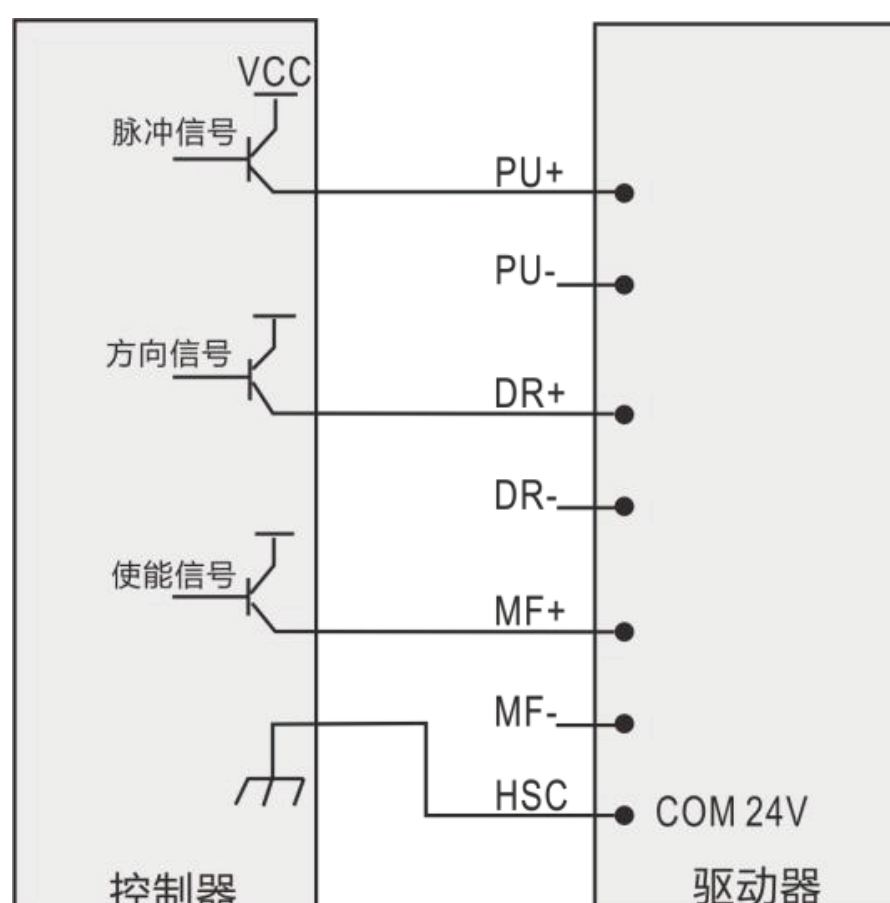 VCC
脉冲信号
PU+
PU-
方向信号
DR+
DR-
使能信号
MF+
MF-
HSC
COM 24V
控制器
驱动器